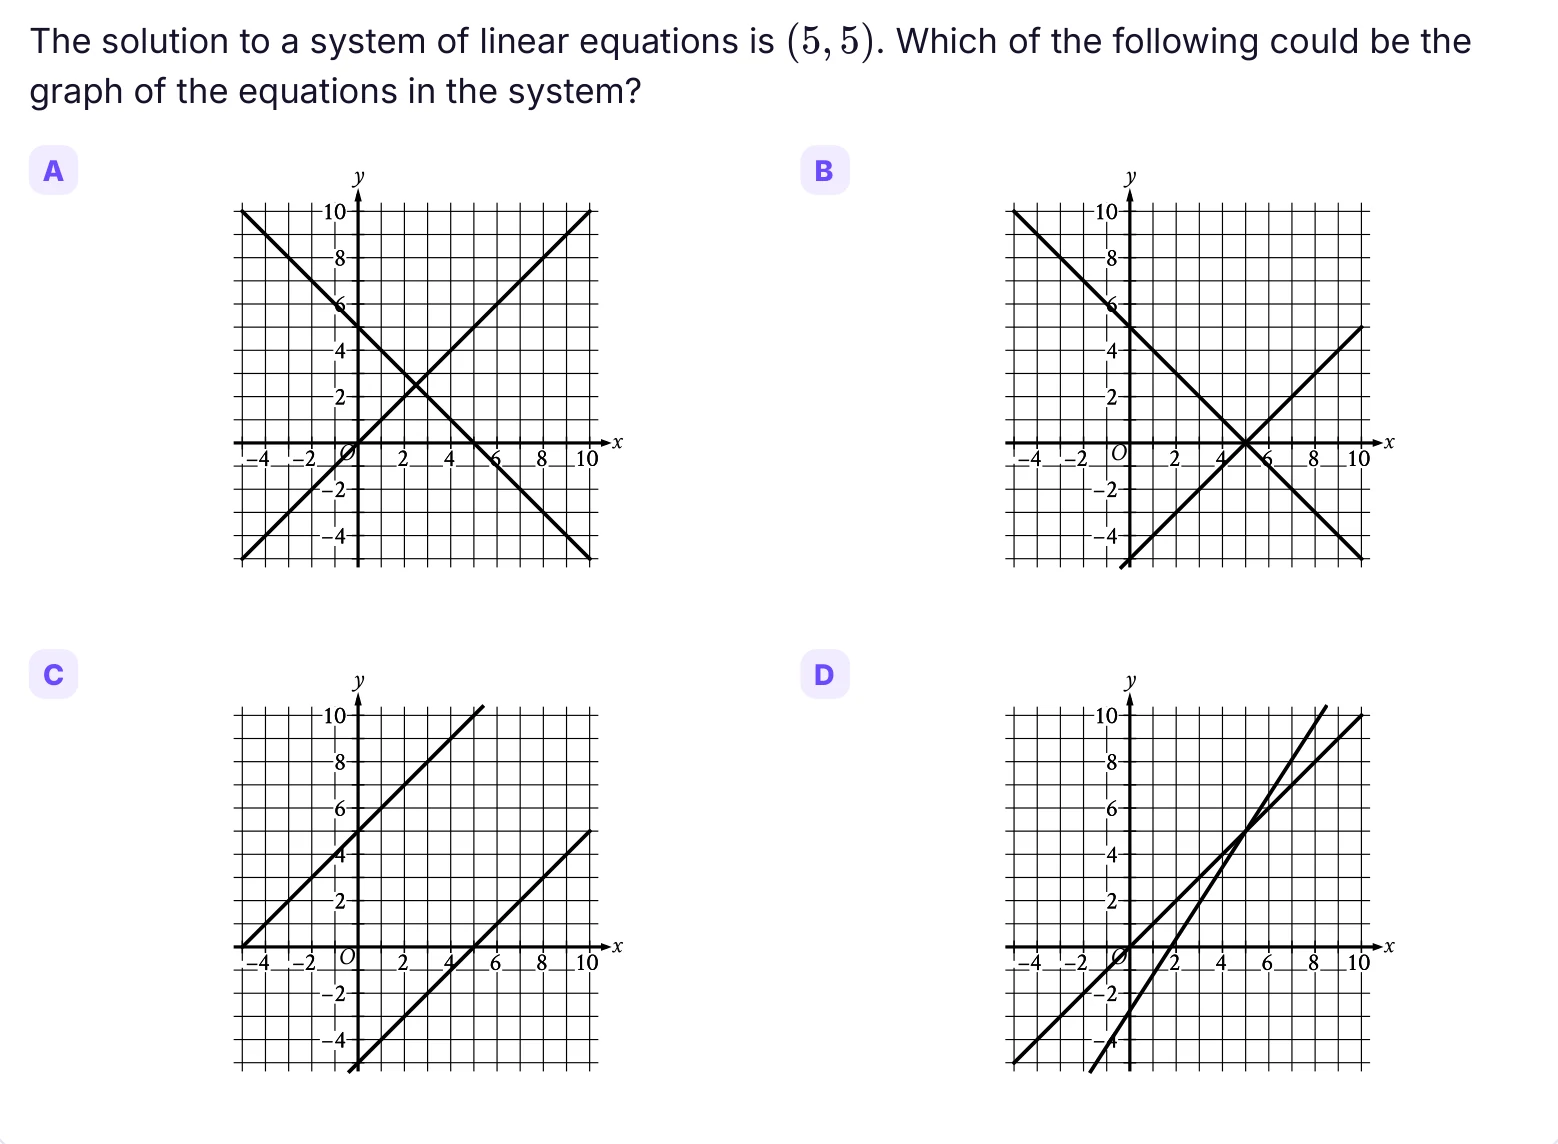 The solution to a system of linear equations is (5, 5). Which of the following could be the
graph of the equations in the system?
A
y
10
8
6
4
2
O
x
−4 −2 2 4 6 8 10
−2
−4
B
y
10
8
6
4
2
O
x
−4 −2 2 4 6 8 10
−2
−4
C
y
10
8
6
4
2
O
x
−4 −2 2 4 6 8 10
−2
−4
D
y
10
8
6
4
2
O
x
−4 −2 2 4 6 8 10
−2
−4